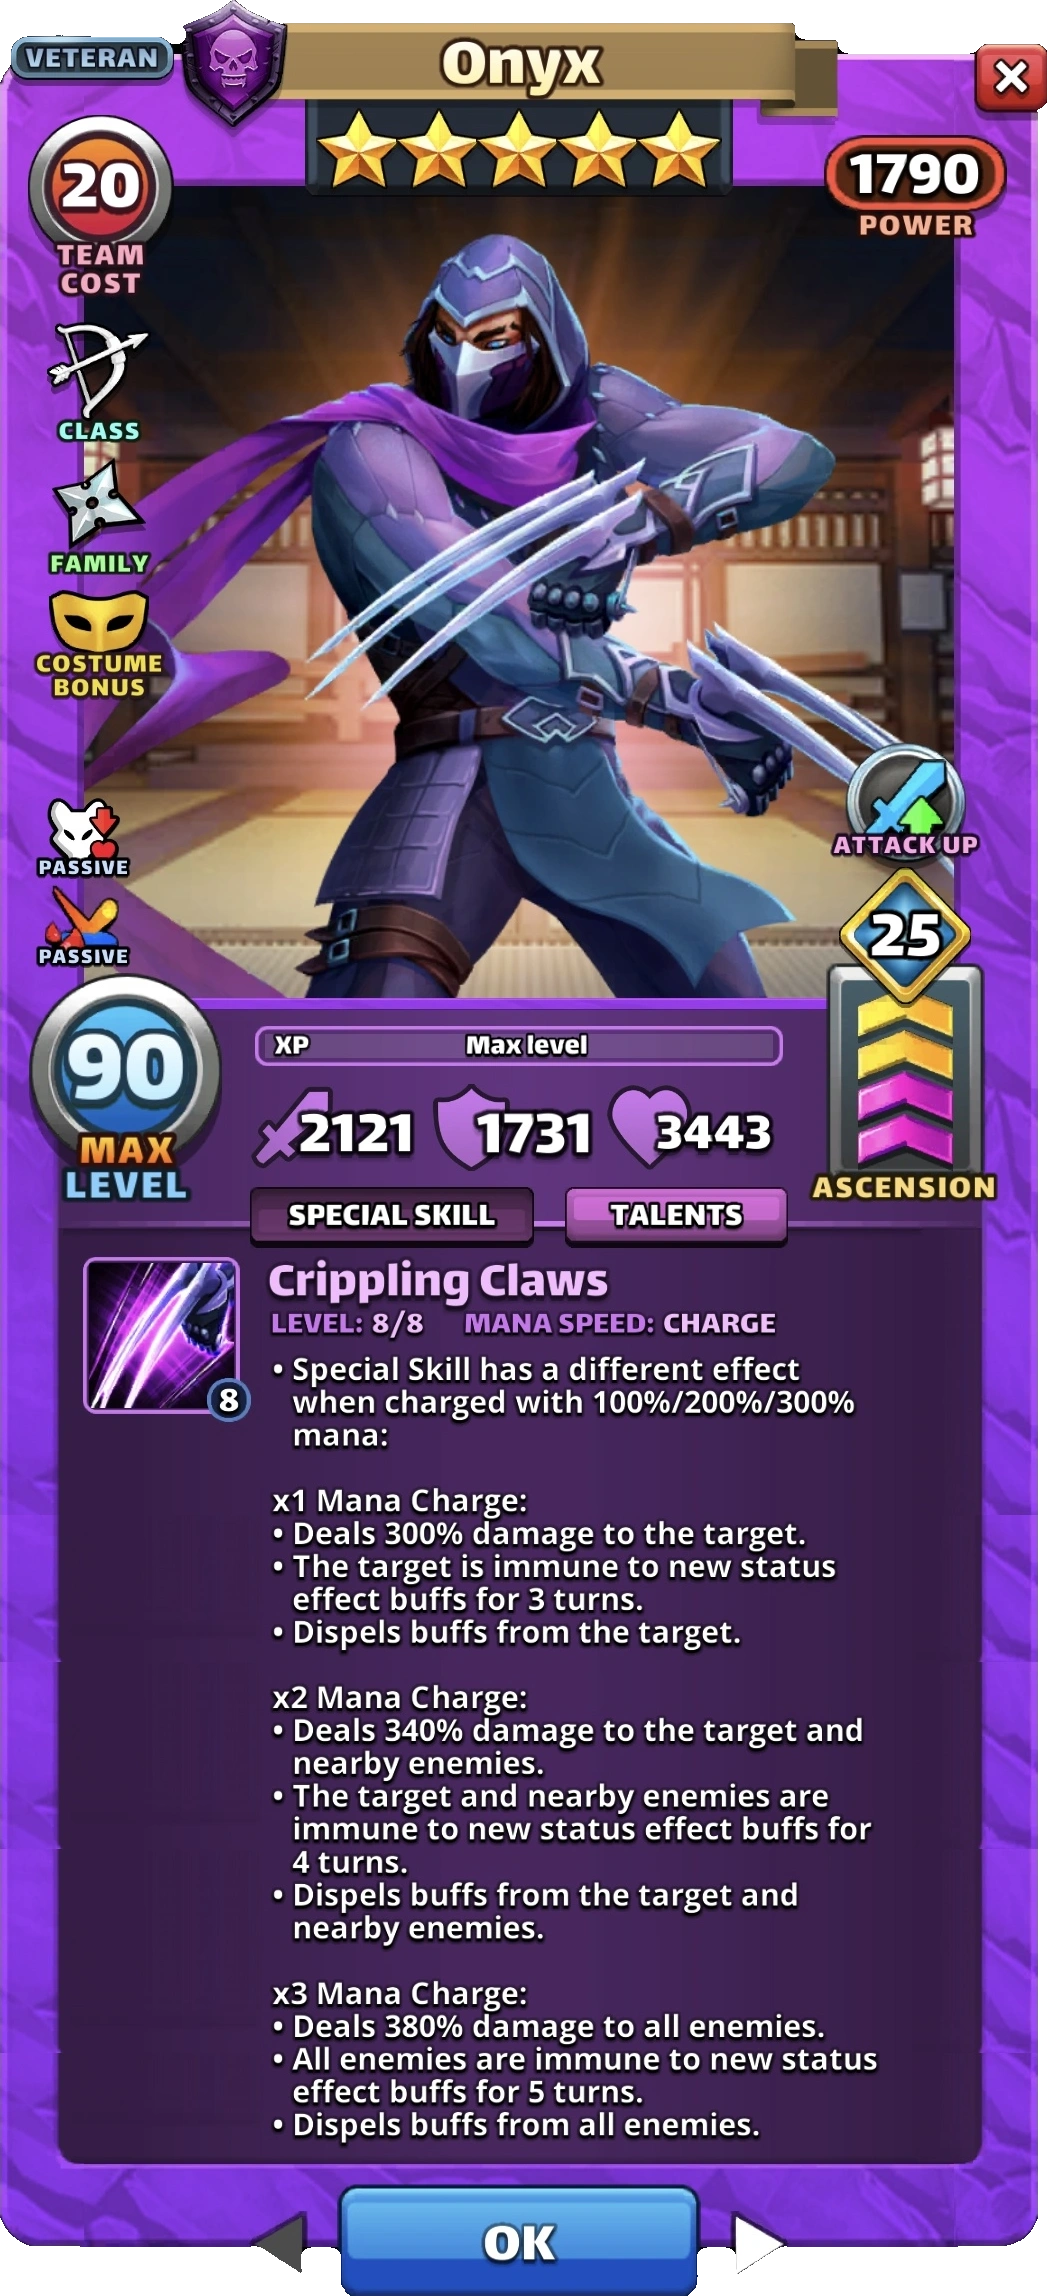 VETERAN
Onyx
20
TEAM
COST
1790
POWER
CLASS
FAMILY
COSTUME
BONUS
PASSIVE
PASSIVE
ATTACK UP
25
90
MAX
LEVEL
XP Max level
2121 1731 3443
ASCENSION
SPECIAL SKILL TALENTS
8
Crippling Claws
LEVEL: 8/8 MANA SPEED: CHARGE
• Special Skill has a different effect
when charged with 100%/200%/300%
mana:
x1 Mana Charge:
• Deals 300% damage to the target.
• The target is immune to new status
effect buffs for 3 turns.
• Dispels buffs from the target.
x2 Mana Charge:
• Deals 340% damage to the target and
nearby enemies.
• The target and nearby enemies are
immune to new status effect buffs for
4 turns.
• Dispels buffs from the target and
nearby enemies.
x3 Mana Charge:
• Deals 380% damage to all enemies.
• All enemies are immune to new status
effect buffs for 5 turns.
• Dispels buffs from all enemies.
OK